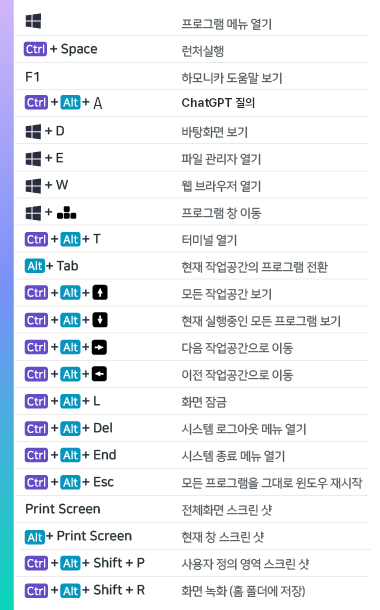 프로그램 메뉴 열기
Ctrl + Space 런처실행
F1 하모니카 도움말 보기
Ctrl + Alt + A ChatGPT 질의
+ D 바탕화면 보기
+ E 파일 관리자 열기
+ W 웹 브라우저 열기
+ 프로그램 창 이동
Ctrl + Alt + T 터미널 열기
Alt + Tab 현재 작업공간의 프로그램 전환
Ctrl + Alt + ↑ 모든 작업공간 보기
Ctrl + Alt + ↓ 현재 실행중인 모든 프로그램 보기
Ctrl + Alt + → 다음 작업공간으로 이동
Ctrl + Alt + ← 이전 작업공간으로 이동
Ctrl + Alt + L 화면 잠금
Ctrl + Alt + Del 시스템 로그아웃 메뉴 열기
Ctrl + Alt + End 시스템 종료 메뉴 열기
Ctrl + Alt + Esc 모든 프로그램을 그대로 윈도우 재시작
Print Screen 전체화면 스크린 샷
Alt + Print Screen 현재 창 스크린 샷
Ctrl + Alt + Shift + P 사용자 정의 영역 스크린 샷
Ctrl + Alt + Shift + R 화면 녹화 (홈 폴더에 저장)